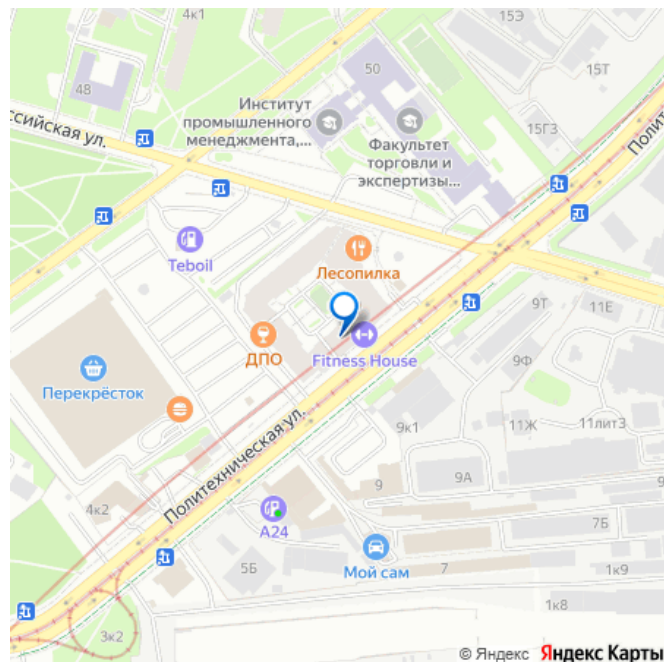 4к1
15Э
50
15Т
48
Институт
промышленного
менеджмента,...
Факультет
торговли и
экспертизы...
15Г3
ссийская ул.
Полит
Teboil
Лесопилка
ДПО
Fitness House
9Т
11Е
9Ф
Перекрёсток
Политехническая ул.
9к1
11Ж
11лит3
4к2
9
9А
А24
7Б
5Б
Мой сам
7
1к9
1к8
3к2
© Яндекс Яндекс Карты